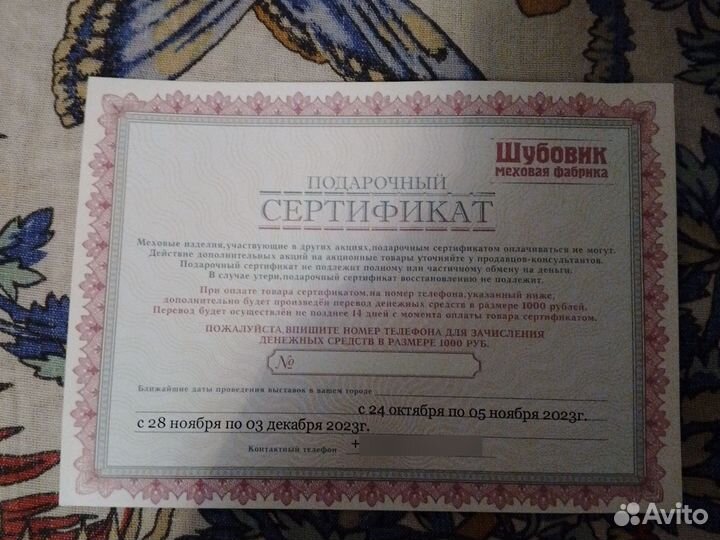 Шубовик
меховая фабрика
ПОДАРОЧНЫЙ
СЕРТИФИКАТ
Меховые изделия,участвующие в других акциях,подарочным сертификатом оплачиваться не могут.
Действие дополнительных акций на акционные товары уточняйте у продавцов-консультантов.
Подарочный сертификат не подлежит полному или частичному обмену на деньги.
В случае утери,подарочный сертификат восстановлению не подлежит.
При оплате товара сертификатом,на номер телефона,указанный ниже,
дополнительно будет произведён перевод денежных средств в размере 1000 рублей.
Перевод будет осуществлён не позднее 14 дней с момента оплаты товара сертификатом.
ПОЖАЛУЙСТА,ВПИШИТЕ НОМЕР ТЕЛЕФОНА ДЛЯ ЗАЧИСЛЕНИЯ
ДЕНЕЖНЫХ СРЕДСТВ В РАЗМЕРЕ 1000 РУБ.
№
Ближайшие даты проведения выставок в вашем городе
с 24 октября по 05 ноября 2023г.
с 28 ноября по 03 декабря 2023г.
Контактный телефон +
Avito